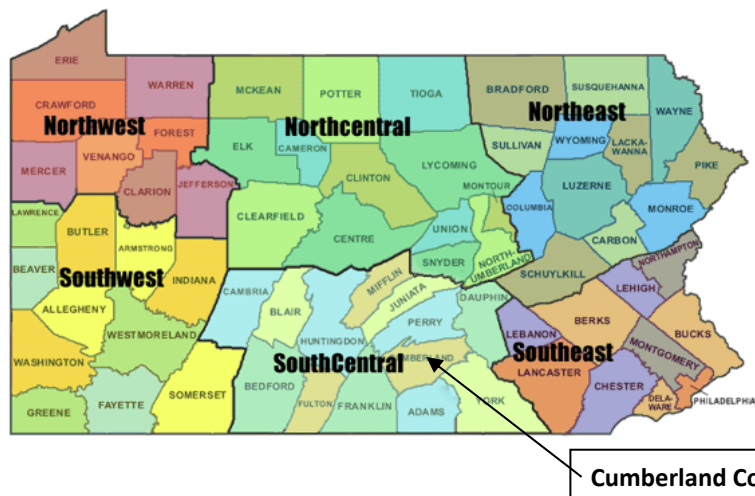 ERIE
WARREN
MCKEAN
POTTER
TIOGA
BRADFORD
SUSQUEHANNA
WAYNE
CRAWFORD
Northwest
FOREST
Northcentral
Northeast
ELK
CAMERON
SULLIVAN
WYOMING
LACKA-
WANNA
PIKE
MERCER
VENANGO
CLARION
JEFFERSON
CLINTON
LYCOMING
MONTOUR
COLUMBIA
LUZERNE
MONROE
LAWRENCE
BUTLER
ARMSTRONG
CLEARFIELD
CENTRE
UNION
SNYDER
NORTH-
UMBERLAND
CARBON
SCHUYLKILL
NORTHAMPTON
LEHIGH
BEAVER
Southwest
INDIANA
CAMBRIA
BLAIR
MIFFLIN
JUNIATA
DAUPHIN
ALLEGHENY
WESTMORELAND
HUNTINGDON
PERRY
LEBANON
BERKS
BUCKS
WASHINGTON
SouthCentral
UMBERLAND
Southeast
MONTGOMERY
GREENE
FAYETTE
SOMERSET
BEDFORD
FULTON
FRANKLIN
ADAMS
YORK
LANCASTER
CHESTER
DELA-
WARE
PHILADELPHIA
Cumberland Co